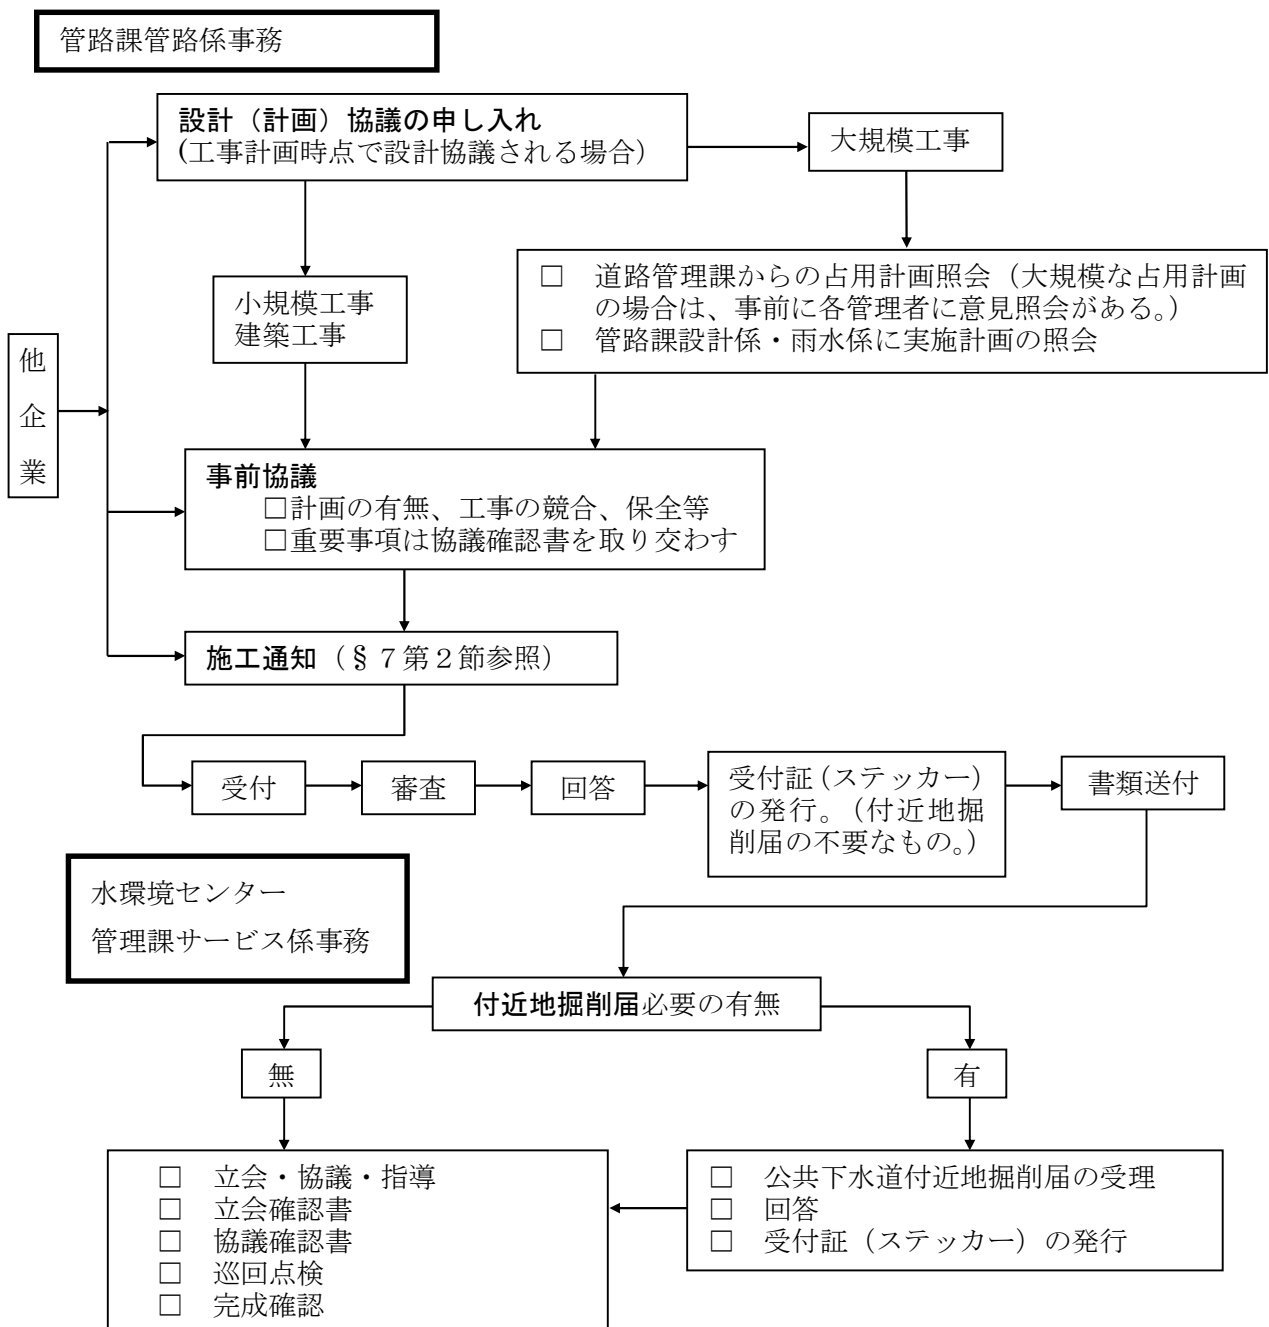 管路課管路係事務
設計（計画）協議の申し入れ
(工事計画時点で設計協議される場合）
大規模工事
□ 道路管理課からの占用計画照会（大規模な占用計画
の場合は、事前に各管理者に意見照会がある。）
□ 管路課設計係・雨水係に実施計画の照会
小規模工事
建築工事
他
企
業
事前協議
□計画の有無、工事の競合、保全等
□重要事項は協議確認書を取り交わす
施工通知（§７第２節参照）
受付
審査
回答
受付証（ステッカー）
の発行。（付近地掘
削届の不要なもの。）
書類送付
水環境センター
管理課サービス係事務
付近地掘削届必要の有無
無
有
□ 立会・協議・指導
□ 立会確認書
□ 協議確認書
□ 巡回点検
□ 完成確認
□ 公共下水道付近地掘削届の受理
□ 回答
□ 受付証（ステッカー）の発行